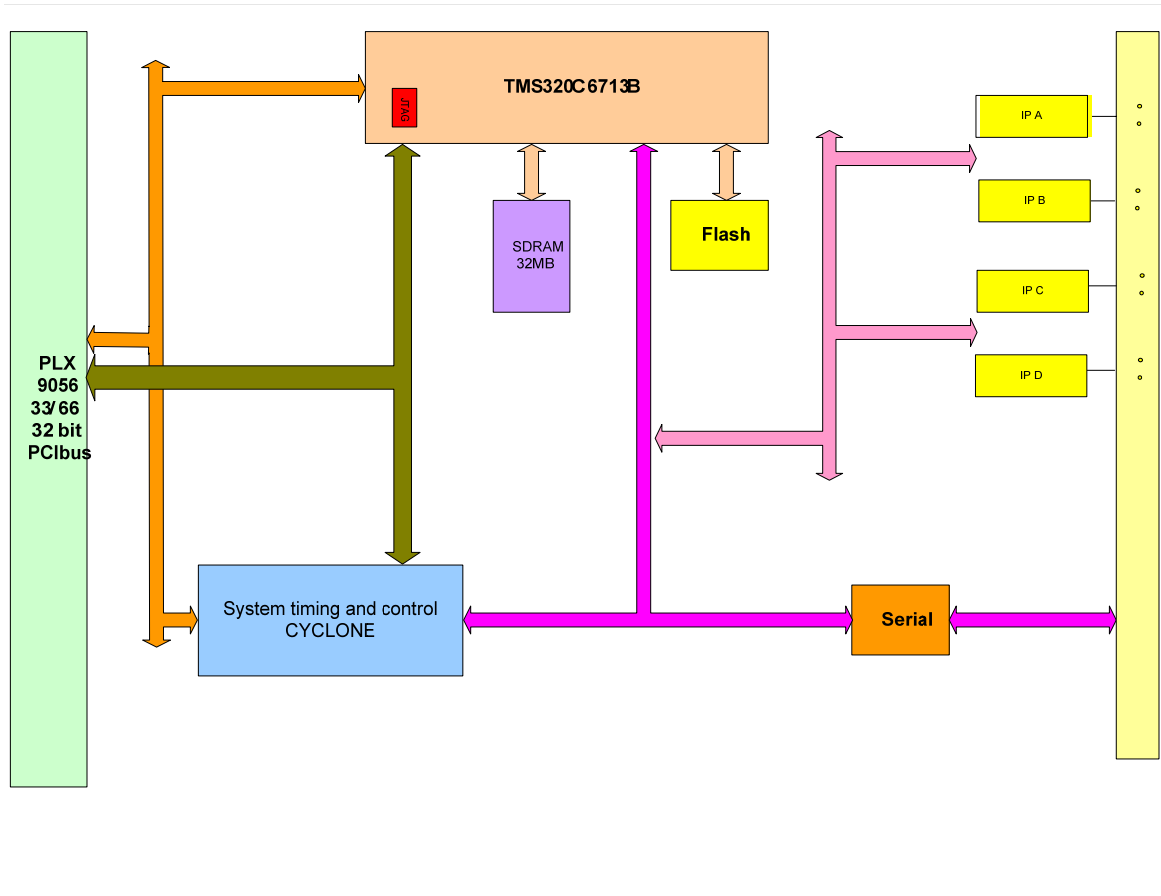 TMS320C6713B
JTAG
IP A
IP B
SDRAM
32MB
Flash
IP C
PLX
9056
33/66
32 bit
PCIbus
IP D
System timing and control
CYCLONE
Serial